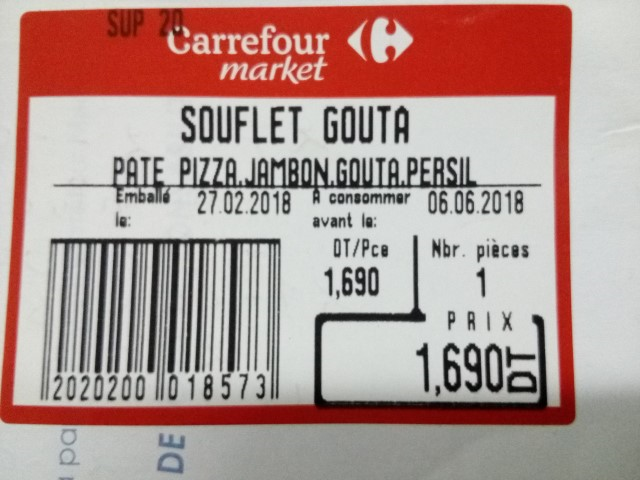 SUP 20
Carrefour
market
SOUFLET GOUTA
PATE PIZZA.JAMBON.GOUTA.PERSIL
Emballé le: 27.02.2018 A consommer avant le: 06.06.2018
DT/Pce Nbr. pièces
1,690 1
PRIX
1,690 DT
2020200 018573
a pa
DE